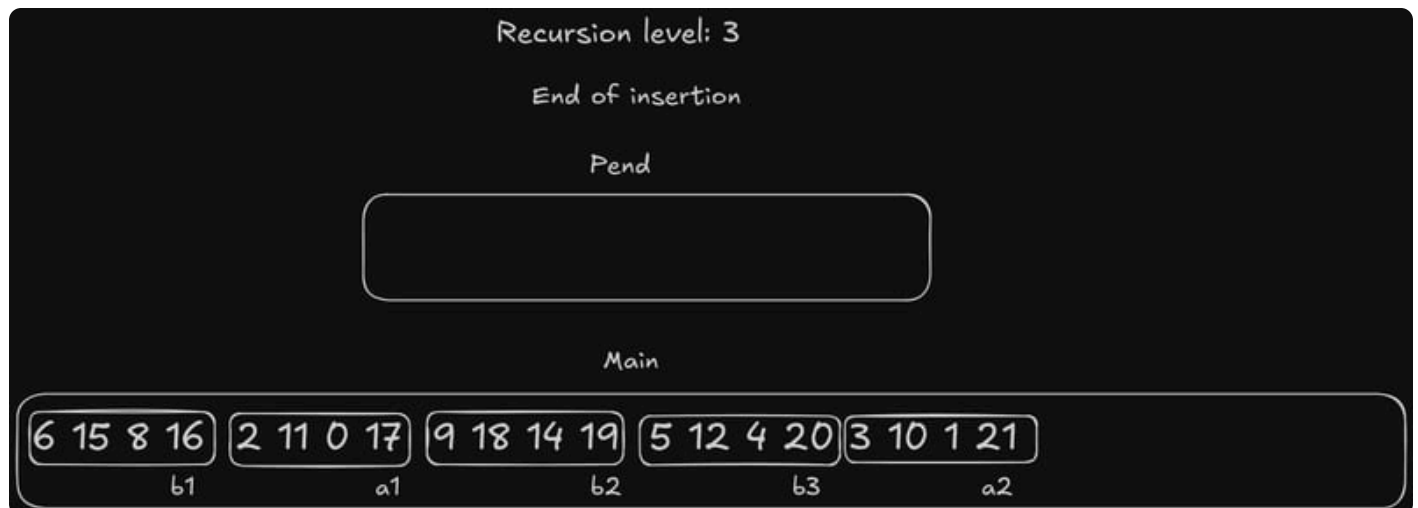 Recursion level: 3
End of insertion
Pend
Main
6 15 8 16 2 11 0 17 9 18 14 19 5 12 4 20 3 10 1 21
b1 a1 b2 b3 a2